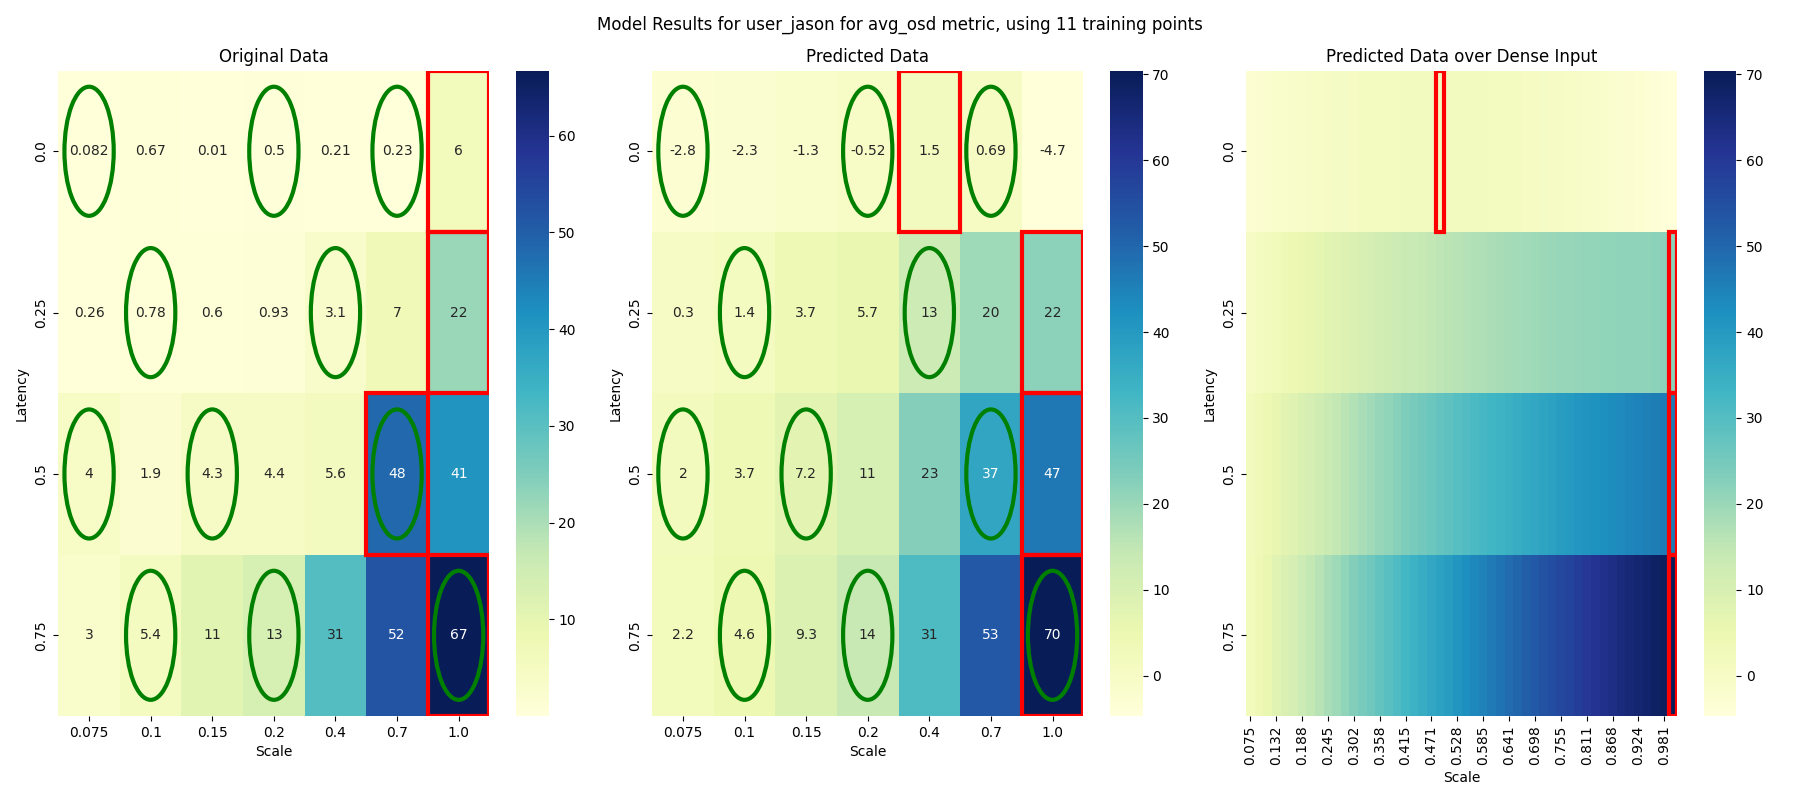 Model Results for user_jason for avg_osd metric, using 11 training points
Original Data
0.0 0.082 0.67 0.01 0.5 0.21 0.23 6
0.25 0.26 0.78 0.6 0.93 3.1 7 22
0.5 4 1.9 4.3 4.4 5.6 48 41
0.75 3 5.4 11 13 31 52 67
0.075 0.1 0.15 0.2 0.4 0.7 1.0
Scale
Latency
60
50
40
30
20
10
Predicted Data
-2.8 -2.3 -1.3 -0.52 1.5 0.69 -4.7
0.0
0.3 1.4 3.7 5.7 13 20 22
0.25
2 3.7 7.2 11 23 37 47
0.5
2.2 4.6 9.3 14 31 53 70
0.75
0.075 0.1 0.15 0.2 0.4 0.7 1.0
Scale
Latency
70
60
50
40
30
20
10
0
Predicted Data over Dense Input
0.0
0.25
0.5
0.75
Latency
0.075 0.132 0.188 0.245 0.302 0.358 0.415 0.471 0.528 0.585 0.641 0.698 0.755 0.811 0.868 0.924 0.981
Scale
70
60
50
40
30
20
10
0